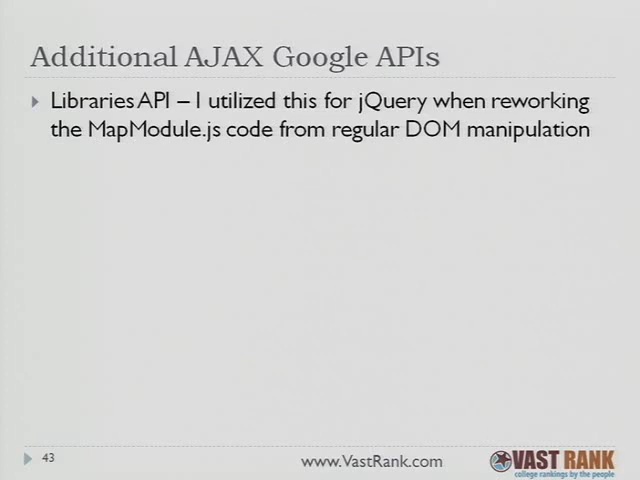 Additional AJAX Google APIs
Libraries API – I utilized this for jQuery when reworking
the MapModule.js code from regular DOM manipulation
43
www.VastRank.com
VAST RANK
college rankings by the people